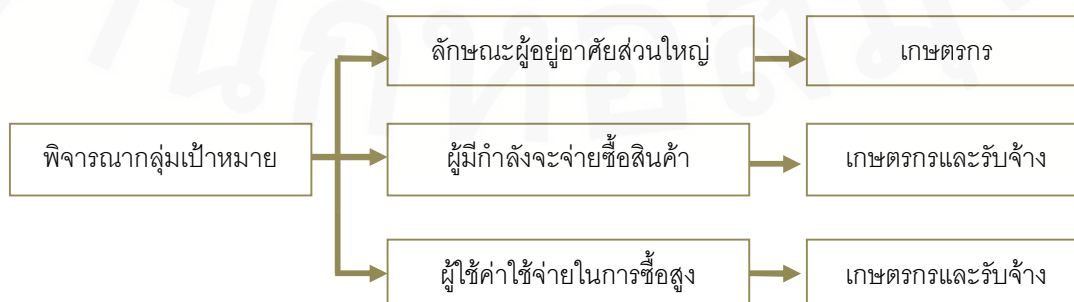 ลักษณะผู้อยู่อาศัยส่วนใหญ่
เกษตรกร
พิจารณากลุ่มเป้าหมาย
ผู้มีกำลังจะจ่ายซื้อสินค้า
เกษตรกรและรับจ้าง
ผู้ใช้ค่าใช้จ่ายในการซื้อสูง
เกษตรกรและรับจ้าง